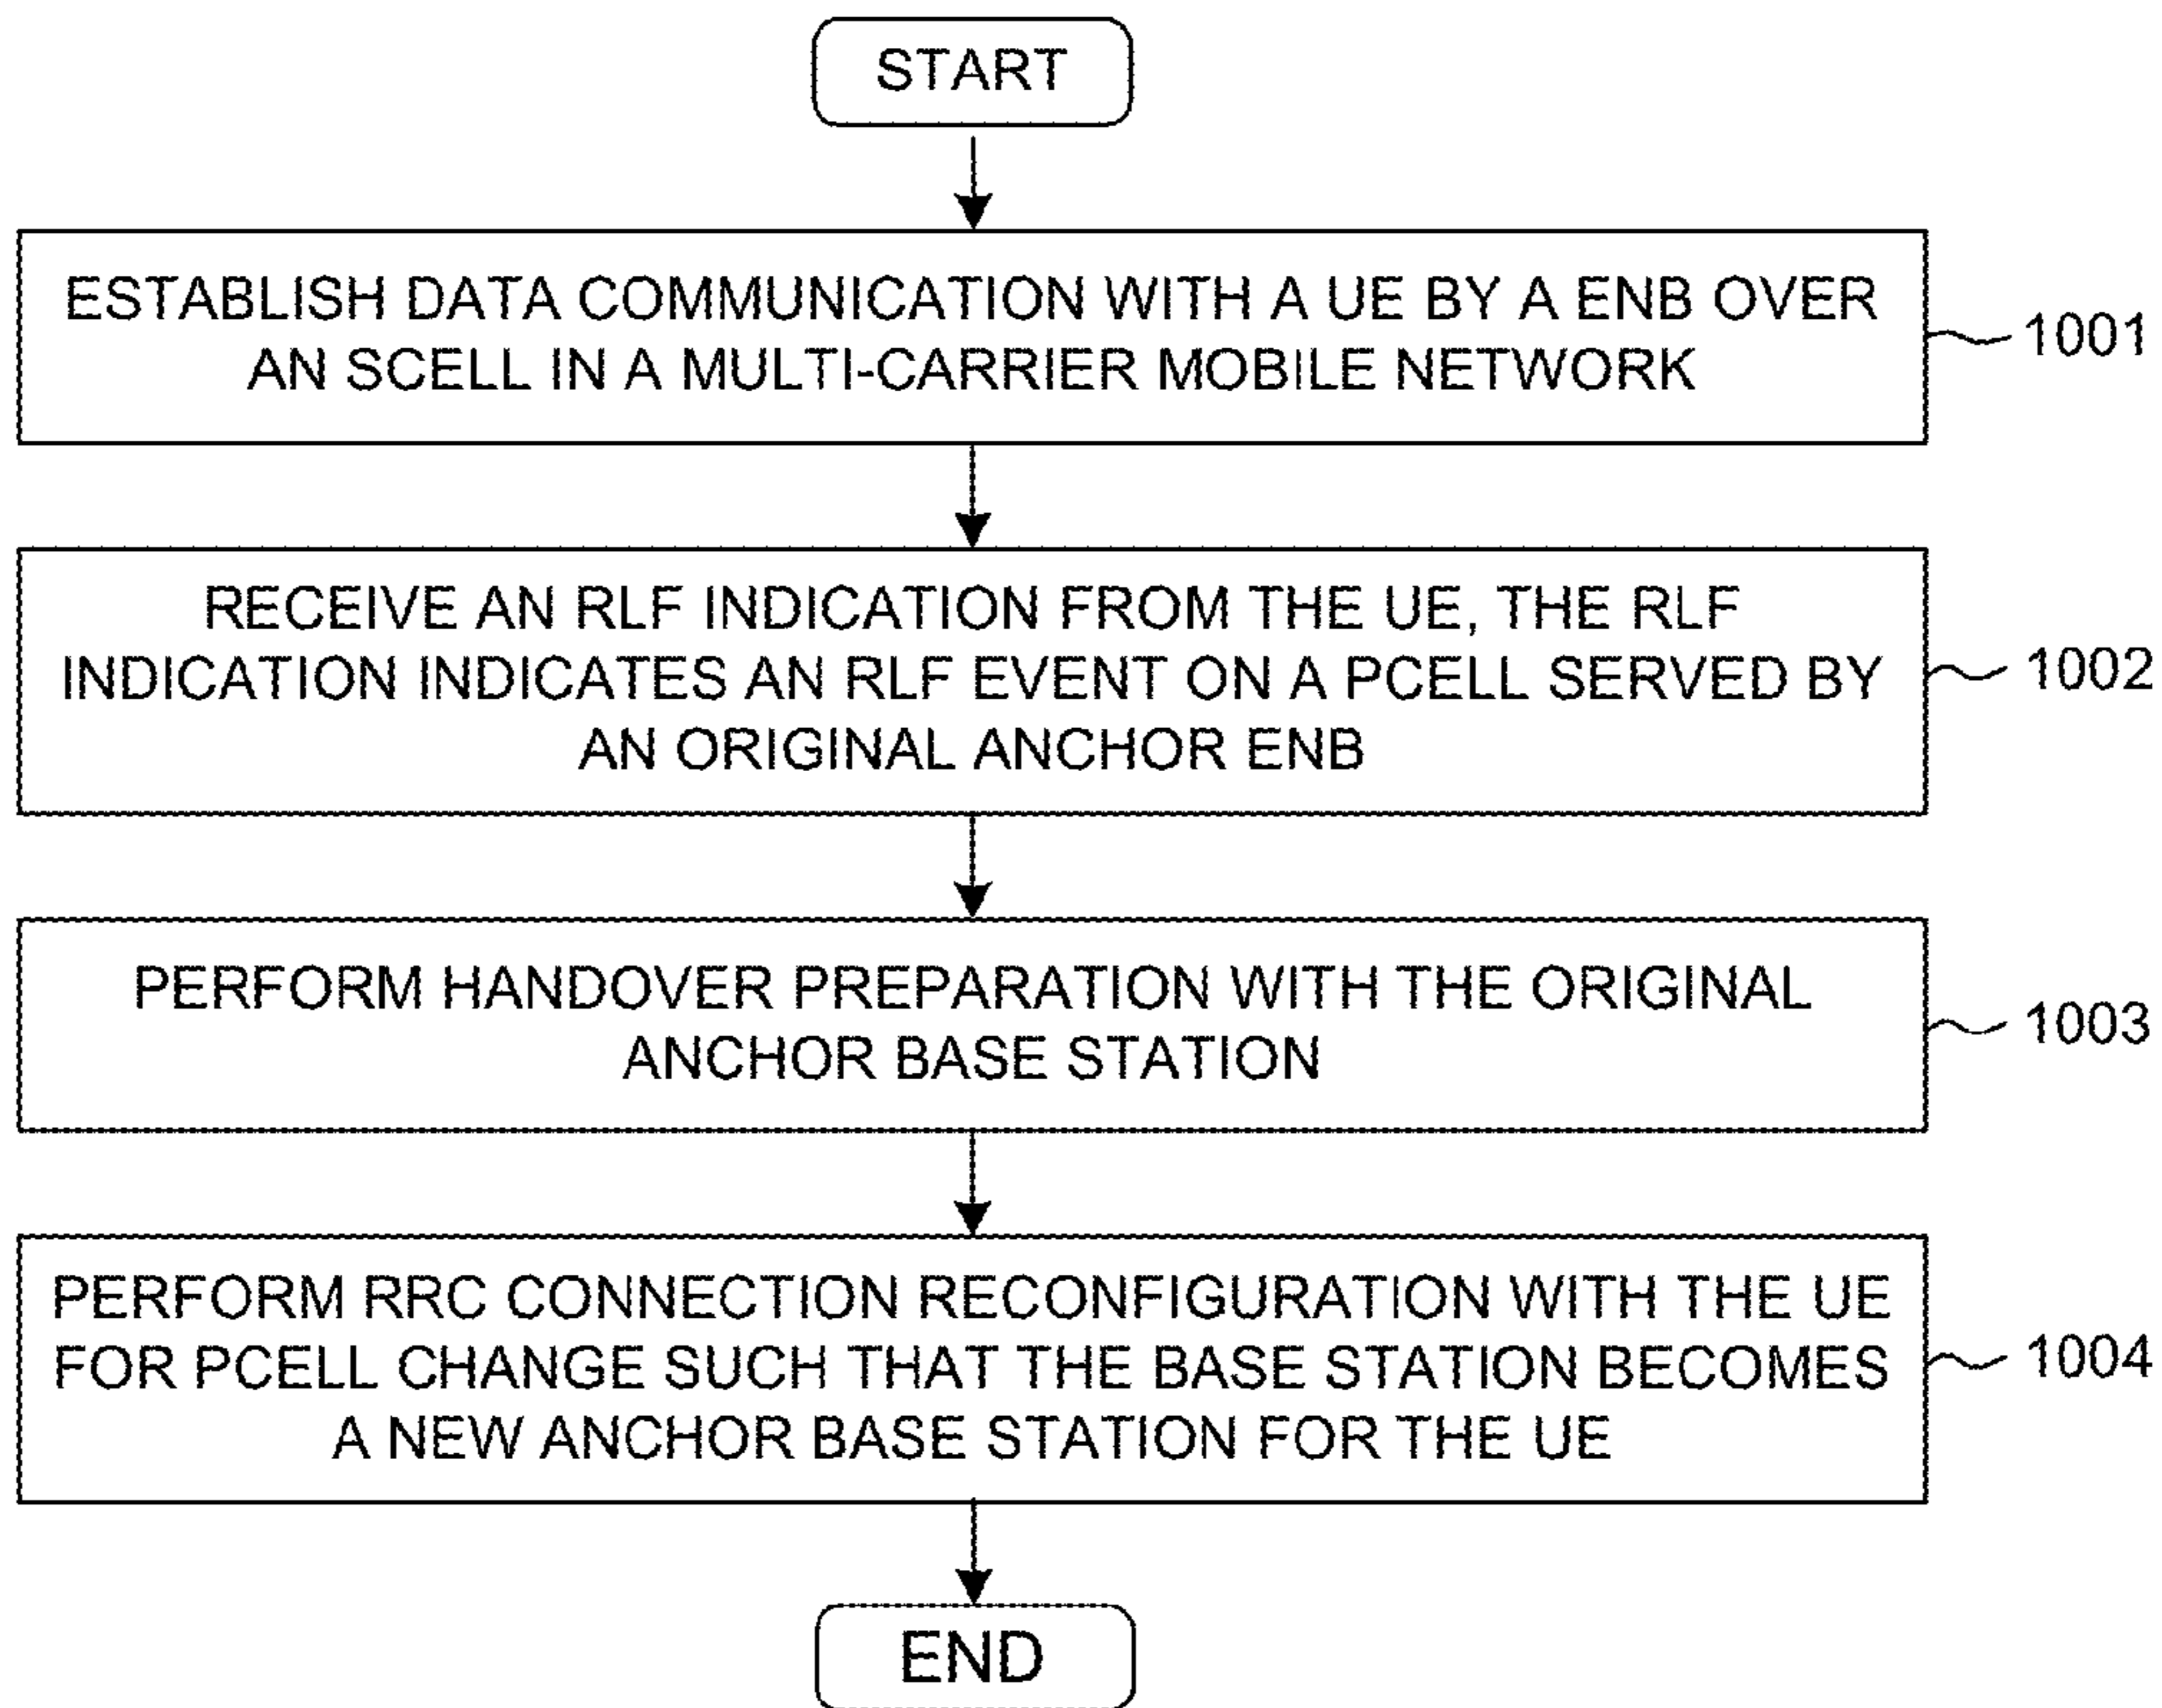 START
ESTABLISH DATA COMMUNICATION WITH A UE BY A ENB OVER
AN SCELL IN A MULTI-CARRIER MOBILE NETWORK
1001
RECEIVE AN RLF INDICATION FROM THE UE, THE RLF
INDICATION INDICATES AN RLF EVENT ON A PCELL SERVED BY
AN ORIGINAL ANCHOR ENB
1002
PERFORM HANDOVER PREPARATION WITH THE ORIGINAL
ANCHOR BASE STATION
1003
PERFORM RRC CONNECTION RECONFIGURATION WITH THE UE
FOR PCELL CHANGE SUCH THAT THE BASE STATION BECOMES
A NEW ANCHOR BASE STATION FOR THE UE
1004
END